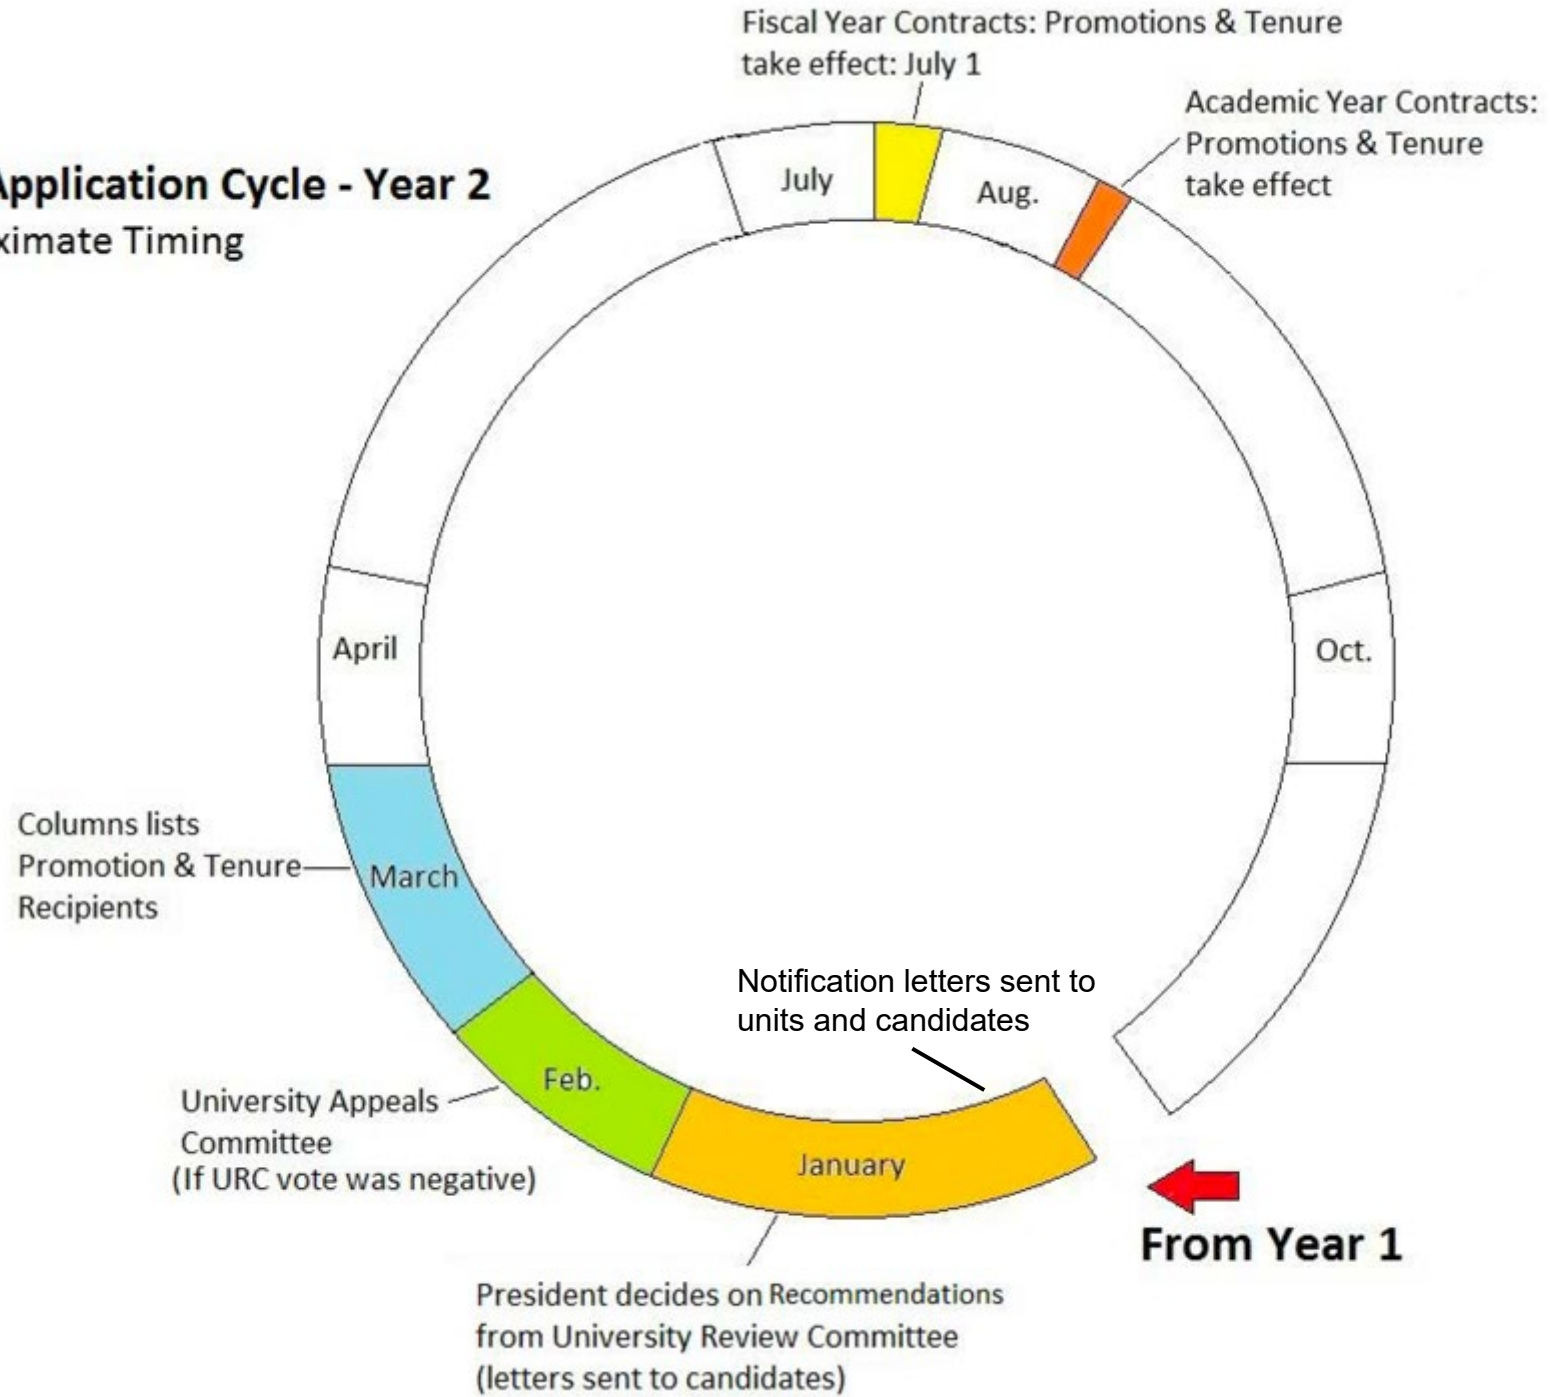 Fiscal Year Contracts: Promotions & Tenure
take effect: July 1
Academic Year Contracts:
Promotions & Tenure
take effect
Application Cycle - Year 2
ximate Timing
July
Aug.
April
Oct.
Columns lists
Promotion & Tenure
Recipients
March
Notification letters sent to
units and candidates
Feb.
University Appeals
Committee
(If URC vote was negative)
January
From Year 1
President decides on Recommendations
from University Review Committee
(letters sent to candidates)